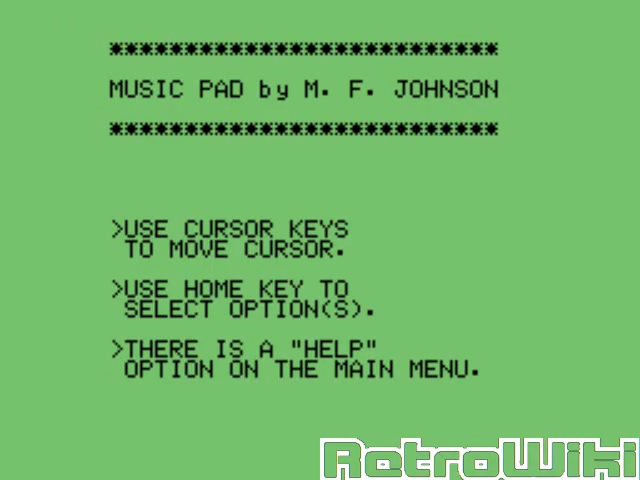 **************************
MUSIC PAD by M. F. JOHNSON
**************************
>USE CURSOR KEYS
TO MOVE CURSOR.
>USE HOME KEY TO
SELECT OPTION(S).
>THERE IS A "HELP"
OPTION ON THE MAIN MENU.
RetroWiki